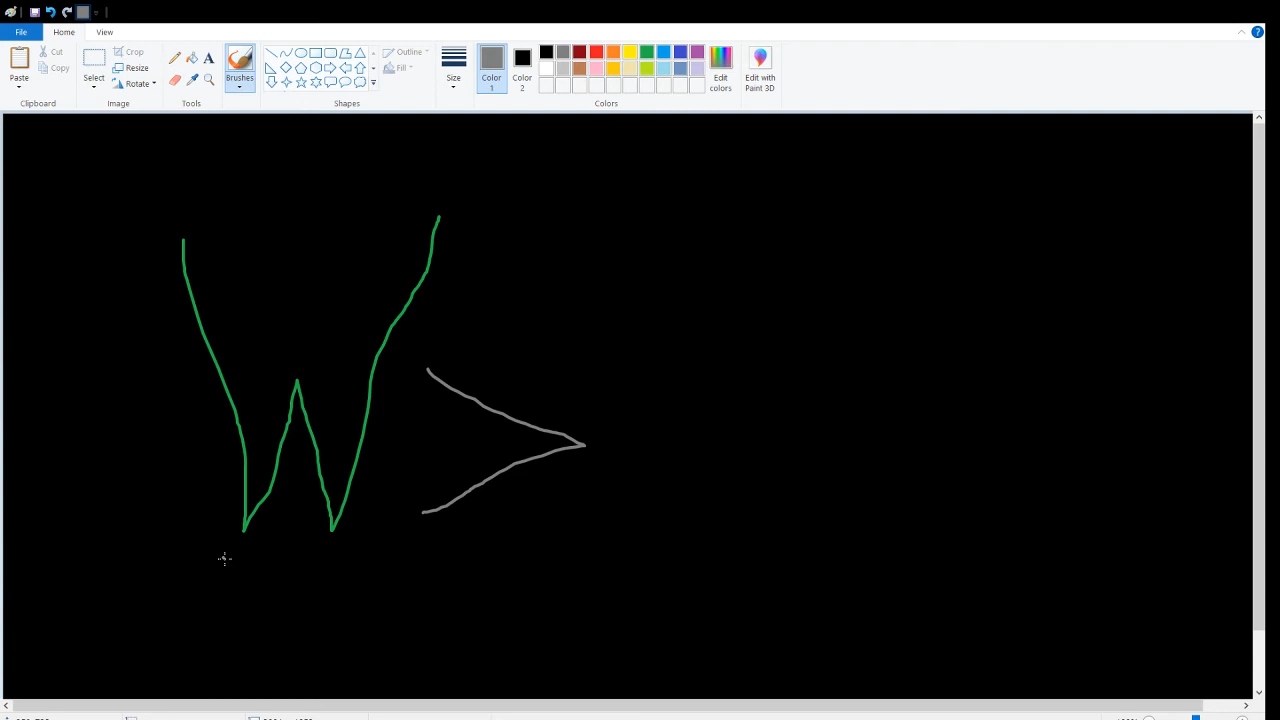 File Home View
Paste Cut Copy Select Crop Resize Rotate Brushes Outline Fill Size Color 1 Color 2 Edit colors Edit with Paint 3D
Clipboard Image Tools Shapes Colors
W >